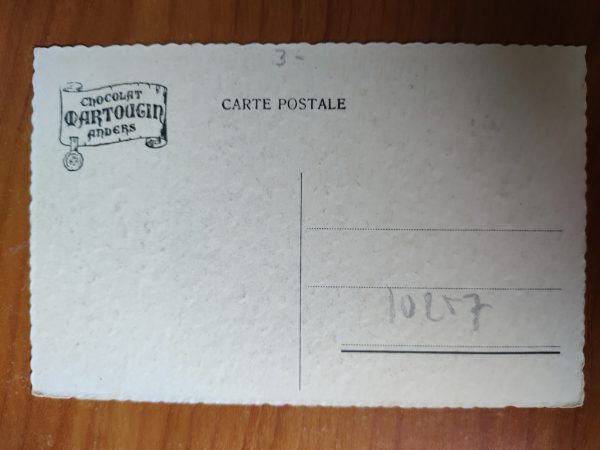 3-
CHOCOLAT
MARTOUGIN
ANVERS
CARTE POSTALE
10257